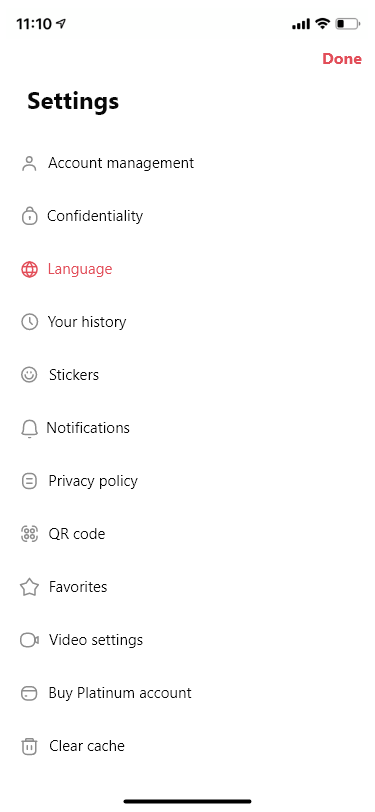 11:10
Done
Settings
Account management
Confidentiality
Language
Your history
Stickers
Notifications
Privacy policy
QR code
Favorites
Video settings
Buy Platinum account
Clear cache